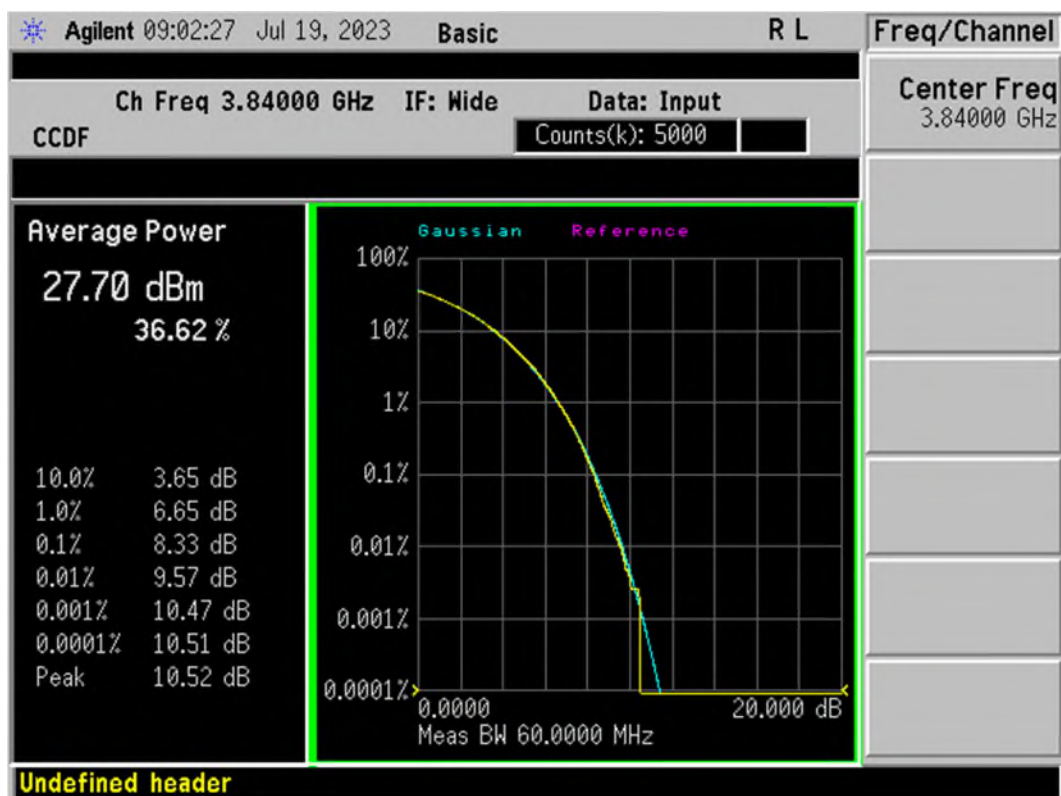 Agilent 09:02:27 Jul 19, 2023 Basic R L Freq/Channel
Ch Freq 3.84000 GHz IF: Wide Data: Input
CCDF Counts(k): 5000
Center Freq
3.84000 GHz
Average Power
27.70 dBm
36.62 %
10.0% 3.65 dB
1.0% 6.65 dB
0.1% 8.33 dB
0.01% 9.57 dB
0.001% 10.47 dB
0.0001% 10.51 dB
Peak 10.52 dB
Gaussian Reference
100%
10%
1%
0.1%
0.01%
0.001%
0.0001%
0.0000 20.000 dB
Meas BW 60.0000 MHz
Undefined header